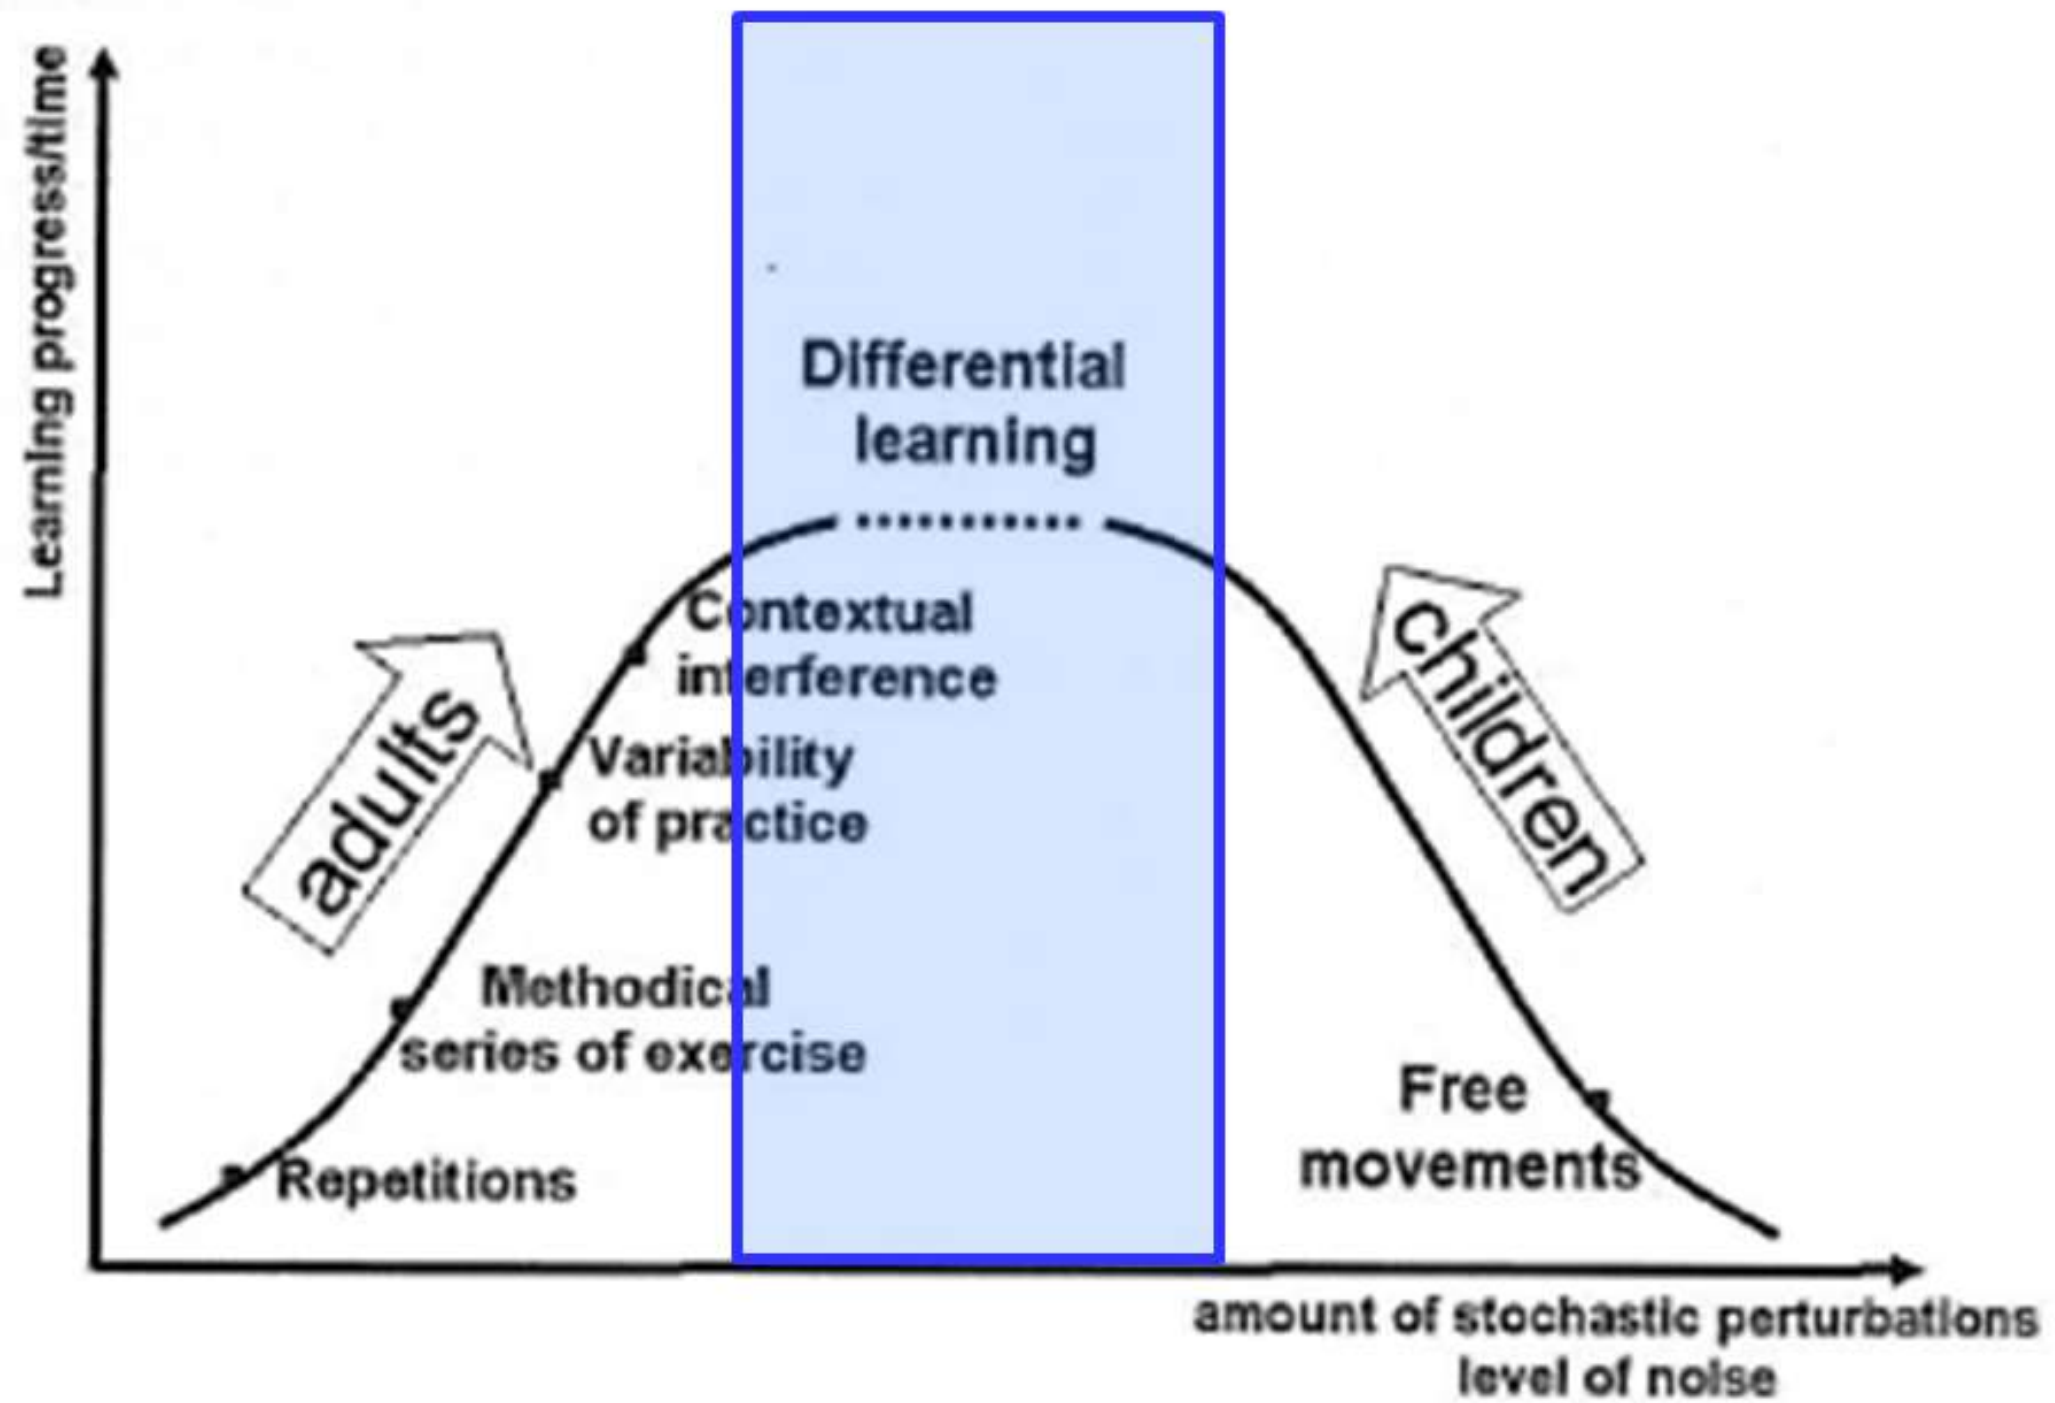 Learning progress/time
Differential
learning
Contextual
interference
Variability
of practice
Methodical
series of exercise
Repetitions
adults
children
Free
movements
amount of stochastic perturbations
level of noise